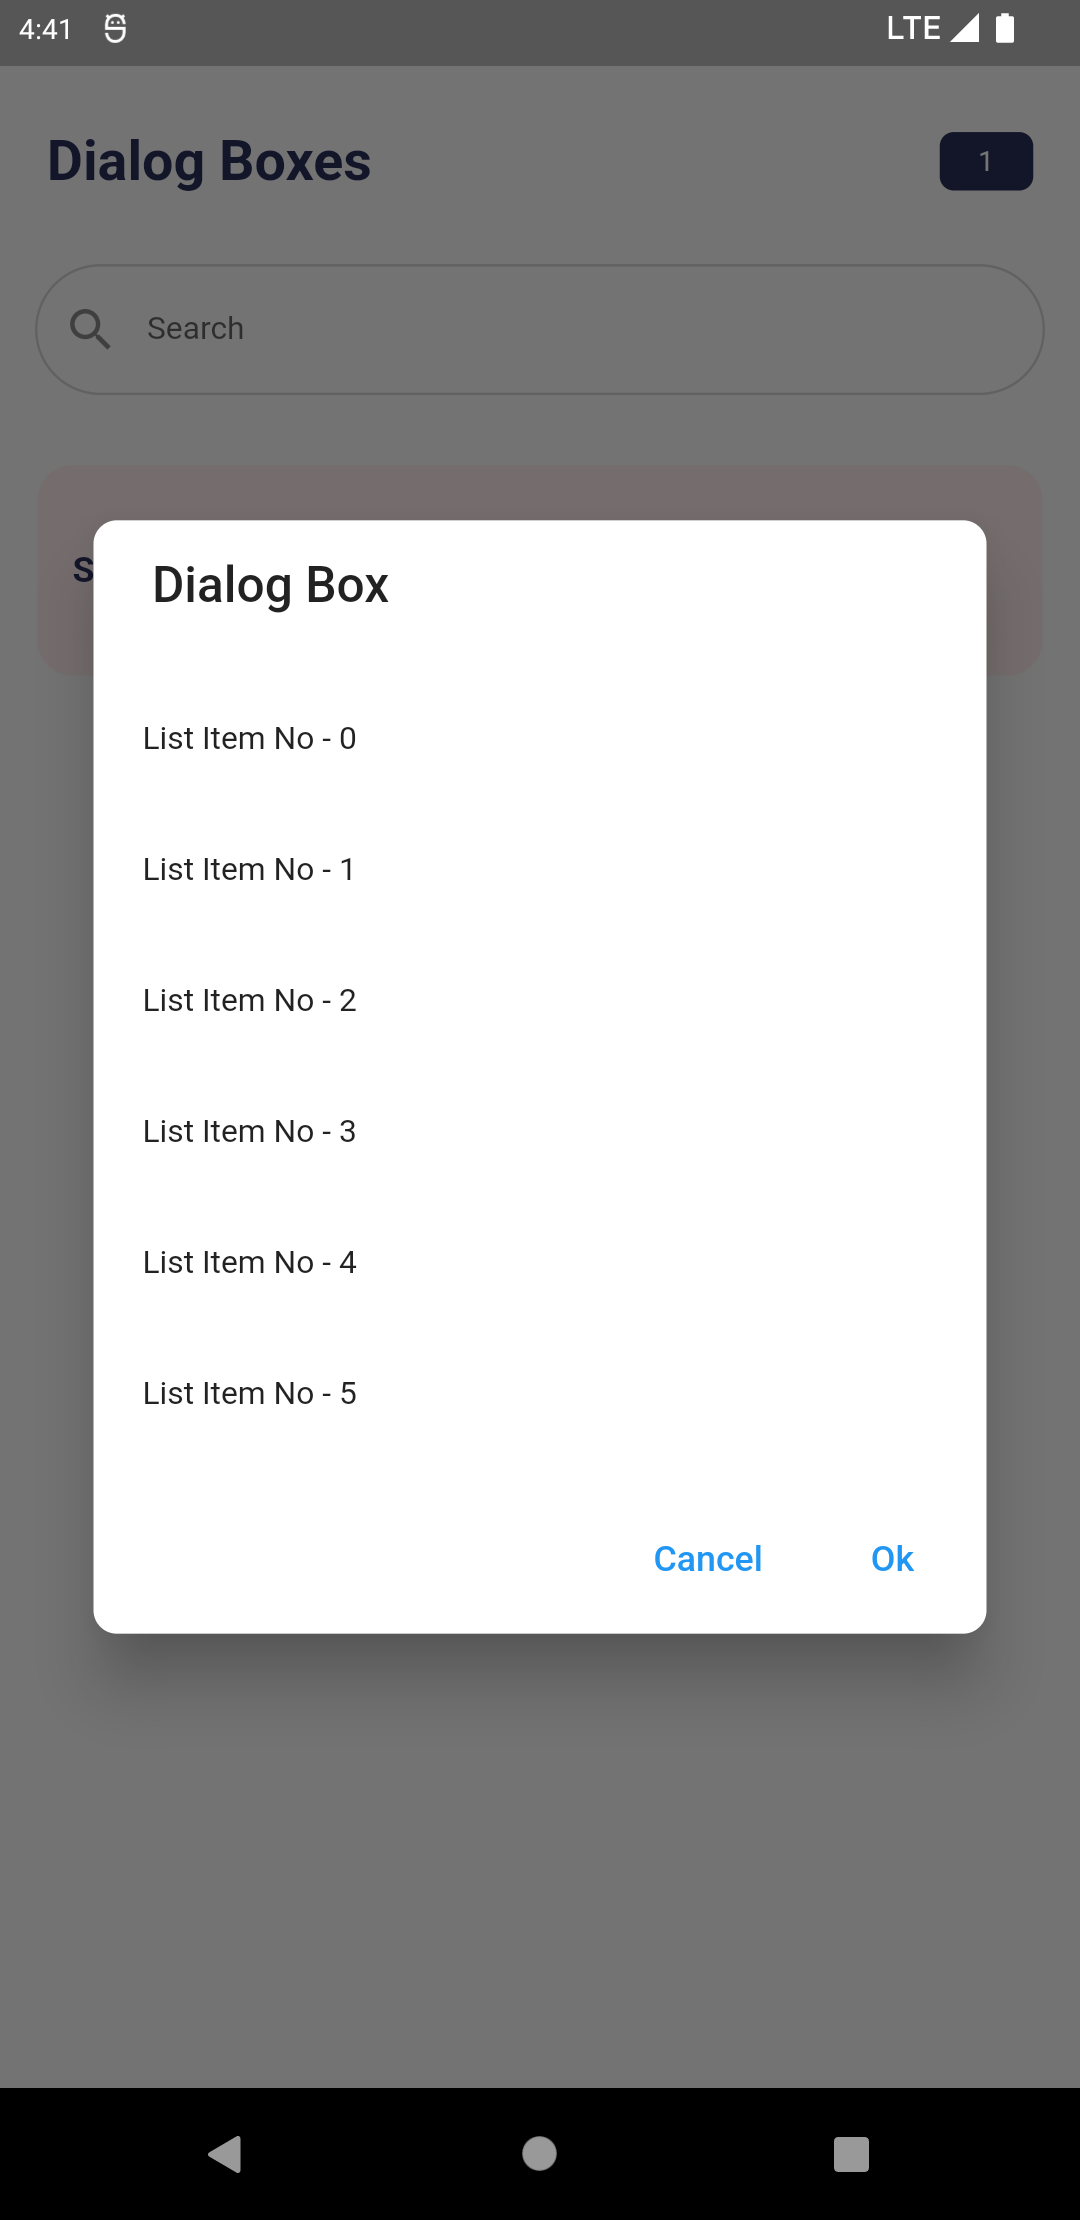 4:41 LTE
Dialog Boxes 1
Search
Dialog Box
List Item No - 0
List Item No - 1
List Item No - 2
List Item No - 3
List Item No - 4
List Item No - 5
Cancel Ok